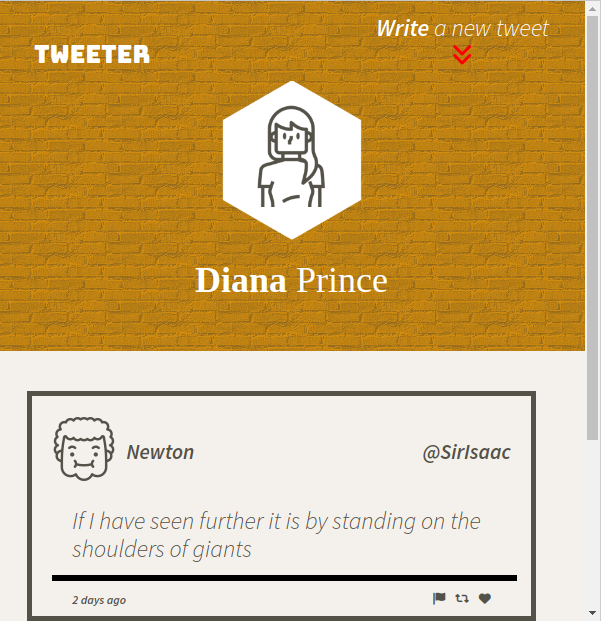 Write a new tweet
TWEETER
Diana Prince
Newton
@SirIsaac
If I have seen further it is by standing on the
shoulders of giants
2 days ago